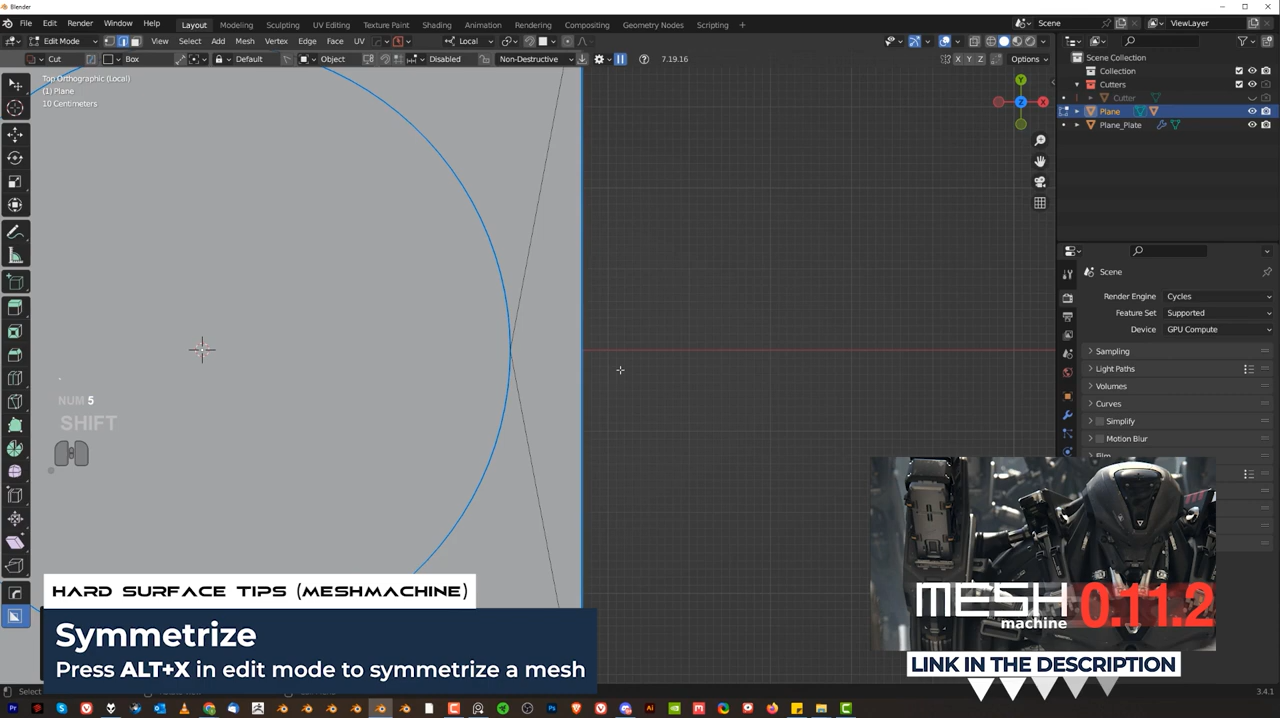 Blender
File Edit Render Window Help
Layout Modeling Sculpting UV Editing Texture Paint Shading Animation Rendering Compositing Geometry Nodes Scripting +
Scene
ViewLayer
Edit Mode View Select Add Mesh Vertex Edge Face UV
Local
Cut Box Default Object Disabled Non-Destructive 7.19.16
X Y Z Options
Top Orthographic (Local)
(1) Plane
10 Centimeters
Y
Z
X
Scene Collection
Collection
Cutters
Cutter
Plane
Plane_Plate
Scene
Render Engine Cycles
Feature Set Supported
Device GPU Compute
Sampling
Light Paths
Volumes
Curves
Simplify
Motion Blur
Film
NUM 5
SHIFT
HARD SURFACE TIPS (MESHMACHINE)
Symmetrize
Press ALT+X in edit mode to symmetrize a mesh
MESH
machine
0.11.2
LINK IN THE DESCRIPTION
Select
3.4.1